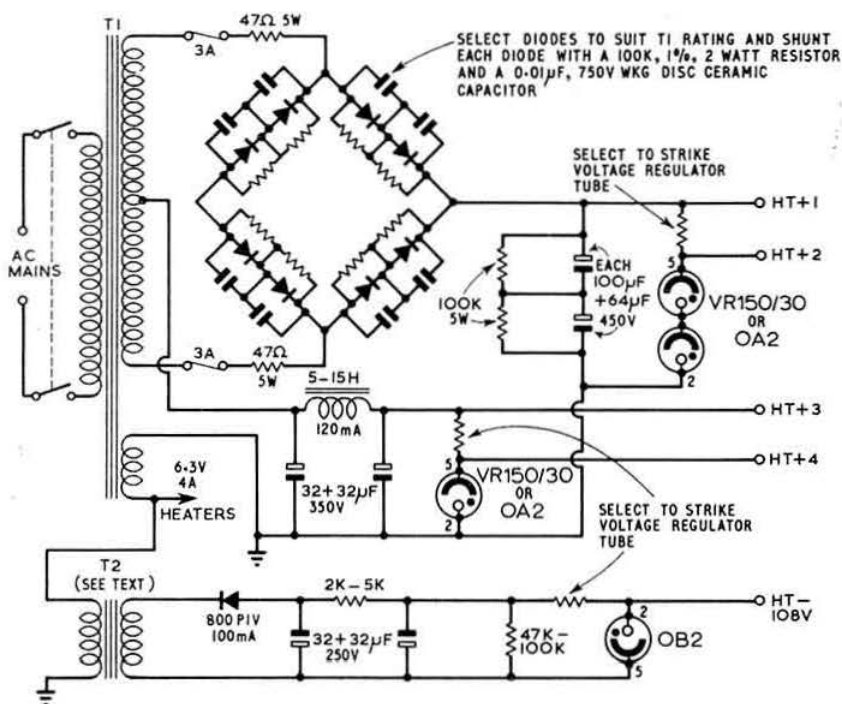 T1
47Ω 5W
3A
SELECT DIODES TO SUIT T1 RATING AND SHUNT
EACH DIODE WITH A 100K, 1%, 2 WATT RESISTOR
AND A 0·01µF, 750V WKG DISC CERAMIC
CAPACITOR
SELECT TO STRIKE
VOLTAGE REGULATOR
TUBE
HT+1
HT+2
AC
MAINS
5
EACH
100µF
+64µF
450V
100K
5W
VR150/30
OR
OA2
2
3A
47Ω
5W
5–15H
120mA
HT+3
HT+4
6·3V
4A
HEATERS
32+32µF
350V
5
VR150/30
OR
OA2
2
SELECT TO STRIKE
VOLTAGE REGULATOR
TUBE
T2
(SEE TEXT)
800 PIV
100mA
2K–5K
32+32µF
250V
47K–
100K
2
OB2
5
HT–
108V